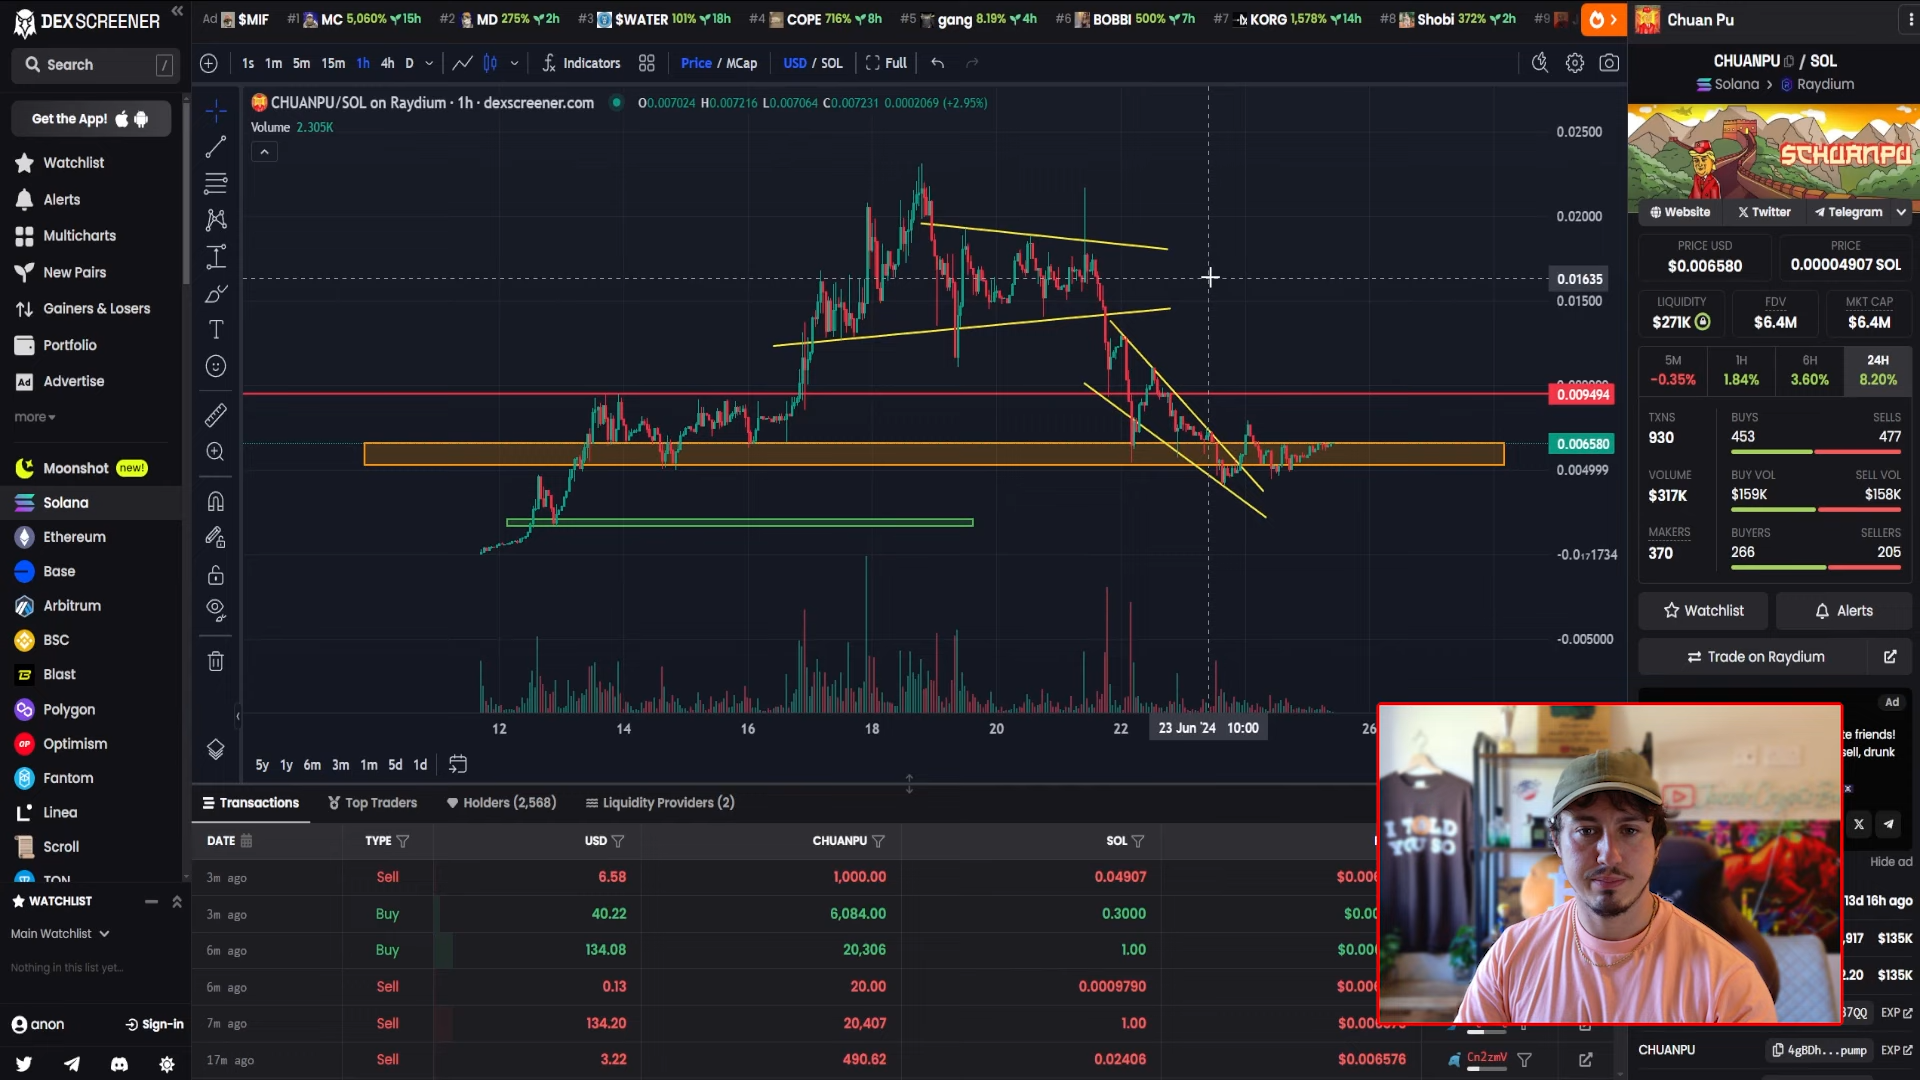 DEX SCREENER
Ad $MIF #1 MC 5,060% 15h #2 MD 275% 2h #3 $WATER 101% 18h #4 COPE 716% 8h #5 gang 8.19% 4h #6 BOBBI 500% 7h #7 KORG 1,578% 14h #8 Shobi 372% 2h #9
Chuan Pu
Search /
1s 1m 5m 15m 1h 4h D Indicators Price / MCap USD / SOL Full
CHUANPU / SOL
Solana > Raydium
Get the App!
CHUANPU/SOL on Raydium · 1h · dexscreener.com O0.007024 H0.007216 L0.007064 C0.007231 0.0002069 (+2.95%)
Volume 2.305K
Watchlist
Alerts
Multicharts
New Pairs
Gainers & Losers
Portfolio
Ad Advertise
more
Moonshot new!
Solana
Ethereum
Base
Arbitrum
BSC
Blast
Polygon
OP Optimism
Fantom
Linea
Scroll
TON
WATCHLIST
Main Watchlist
Nothing in this list yet...
anon Sign-in
0.02500
0.02000
0.01635
0.01500
0.009494
0.006580
0.004999
-0.0₁₇1734
-0.005000
12 14 16 18 20 22 23 Jun '24 10:00 26
5y 1y 6m 3m 1m 5d 1d
Transactions Top Traders Holders (2,568) Liquidity Providers (2)
DATE TYPE USD CHUANPU SOL
3m ago Sell 6.58 1,000.00 0.04907 $0.006
3m ago Buy 40.22 6,084.00 0.3000 $0.00
6m ago Buy 134.08 20,306 1.00 $0.006
6m ago Sell 0.13 20.00 0.0009790 $0.006
7m ago Sell 134.20 20,407 1.00
17m ago Sell 3.22 490.62 0.02406 $0.006576 Cn2zmV
$CHUANPU
Website Twitter Telegram
PRICE USD PRICE
$0.006580 0.00004907 SOL
LIQUIDITY FDV MKT CAP
$271K $6.4M $6.4M
5M 1H 6H 24H
-0.35% 1.84% 3.60% 8.20%
TXNS BUYS SELLS
930 453 477
VOLUME BUY VOL SELL VOL
$317K $159K $158K
MAKERS BUYERS SELLERS
370 266 205
Watchlist Alerts
Trade on Raydium
Ad
te friends!
sell, drunk
Hide ad
13d 16h ago
,917 $135K
2.20 $135K
37QQ EXP
CHUANPU 4gBDh...pump EXP
I TOLD
YOU SO